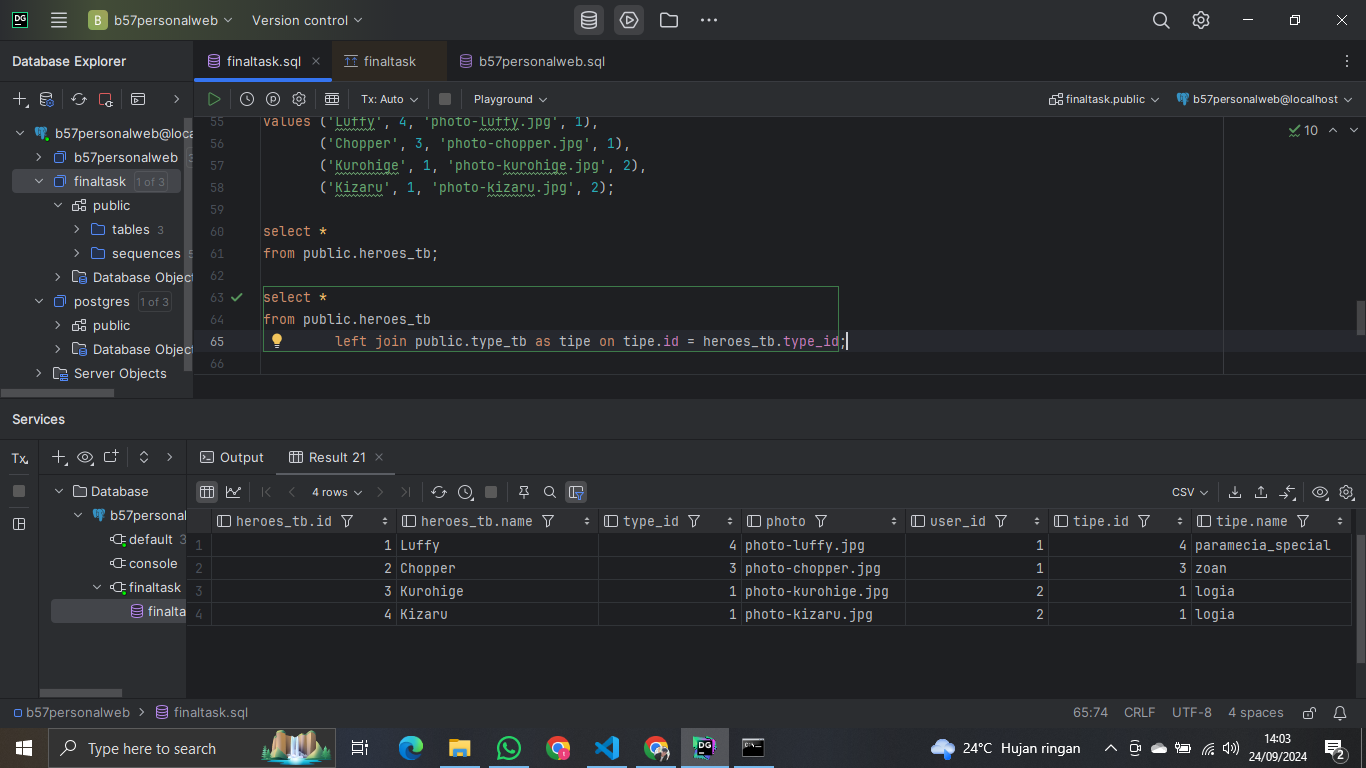 DG
B b57personalweb Version control
Database Explorer
finaltask.sql
finaltask
b57personalweb.sql
Tx: Auto
Playground
finaltask.public
b57personalweb@localhost
b57personalweb@loca
b57personalweb 3
finaltask 1 of 3
public
tables 3
sequences 5
Database Object
postgres 1 of 3
public
Database Object
Server Objects
10
55 values ('Luffy', 4, 'photo-luffy.jpg', 1),
56 ('Chopper', 3, 'photo-chopper.jpg', 1),
57 ('Kurohige', 1, 'photo-kurohige.jpg', 2),
58 ('Kizaru', 1, 'photo-kizaru.jpg', 2);
59
60 select *
61 from public.heroes_tb;
62
63 select *
64 from public.heroes_tb
65 left join public.type_tb as tipe on tipe.id = heroes_tb.type_id;
66
Services
Tx
Database
b57personal
default 3
console
finaltask
finalta
Output
Result 21
4 rows
CSV
heroes_tb.id heroes_tb.name type_id photo user_id tipe.id tipe.name
1 1 Luffy 4 photo-luffy.jpg 1 4 paramecia_special
2 2 Chopper 3 photo-chopper.jpg 1 3 zoan
3 3 Kurohige 1 photo-kurohige.jpg 2 1 logia
4 4 Kizaru 1 photo-kizaru.jpg 2 1 logia
b57personalweb
finaltask.sql
65:74 CRLF UTF-8 4 spaces
Type here to search
DG
24°C Hujan ringan
14:03
24/09/2024
2